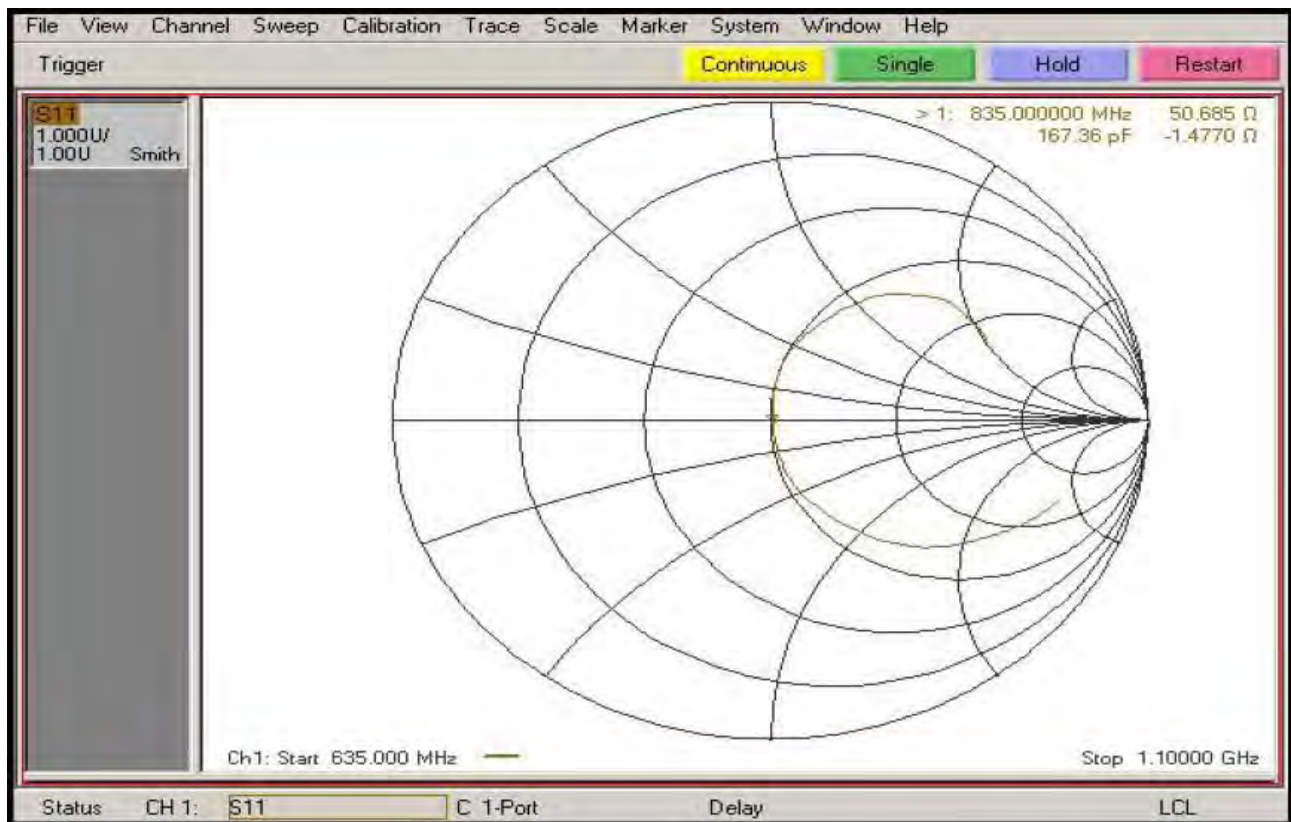 File View Channel Sweep Calibration Trace Scale Marker System Window Help
Trigger Continuous Single Hold Restart
S11
1.000U/
1.00U Smith
> 1: 835.000000 MHz 50.685 Ω
167.36 pF -1.4770 Ω
Ch1: Start 635.000 MHz
Stop 1.10000 GHz
Status CH 1: S11 C 1-Port Delay LCL